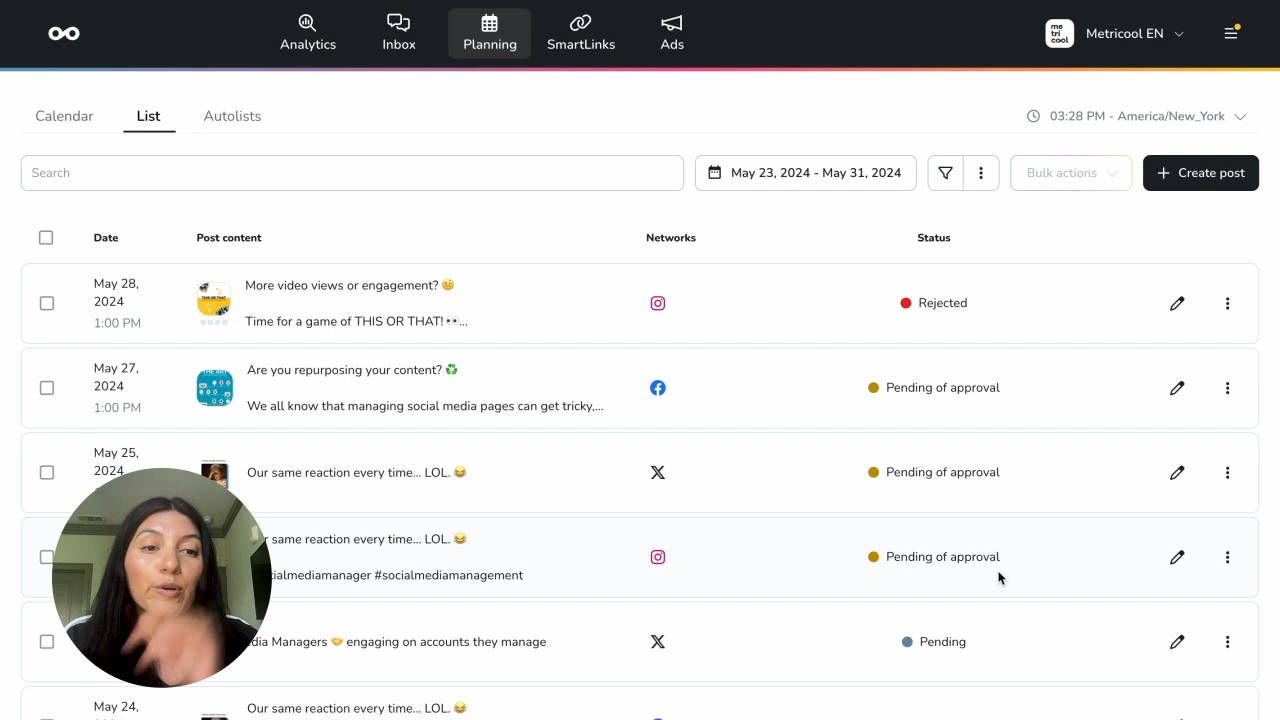 Analytics
Inbox
Planning
SmartLinks
Ads
me
tri
cool
Metricool EN
Calendar
List
Autolists
03:28 PM - America/New_York
Search
May 23, 2024 - May 31, 2024
Bulk actions
+ Create post
Date
Post content
Networks
Status
May 28,
2024
1:00 PM
THIS OR THAT
More video views or engagement? 🤨
Time for a game of THIS OR THAT! 👀...
Rejected
May 27,
2024
1:00 PM
Are you repurposing your content? ♻️
We all know that managing social media pages can get tricky,...
Pending of approval
May 25,
2024
Our same reaction every time... LOL. 😂
Pending of approval
r same reaction every time... LOL. 😂
cialmediamanager #socialmediamanagement
Pending of approval
dia Managers 🤝 engaging on accounts they manage
Pending
May 24,
Our same reaction every time... LOL. 😂